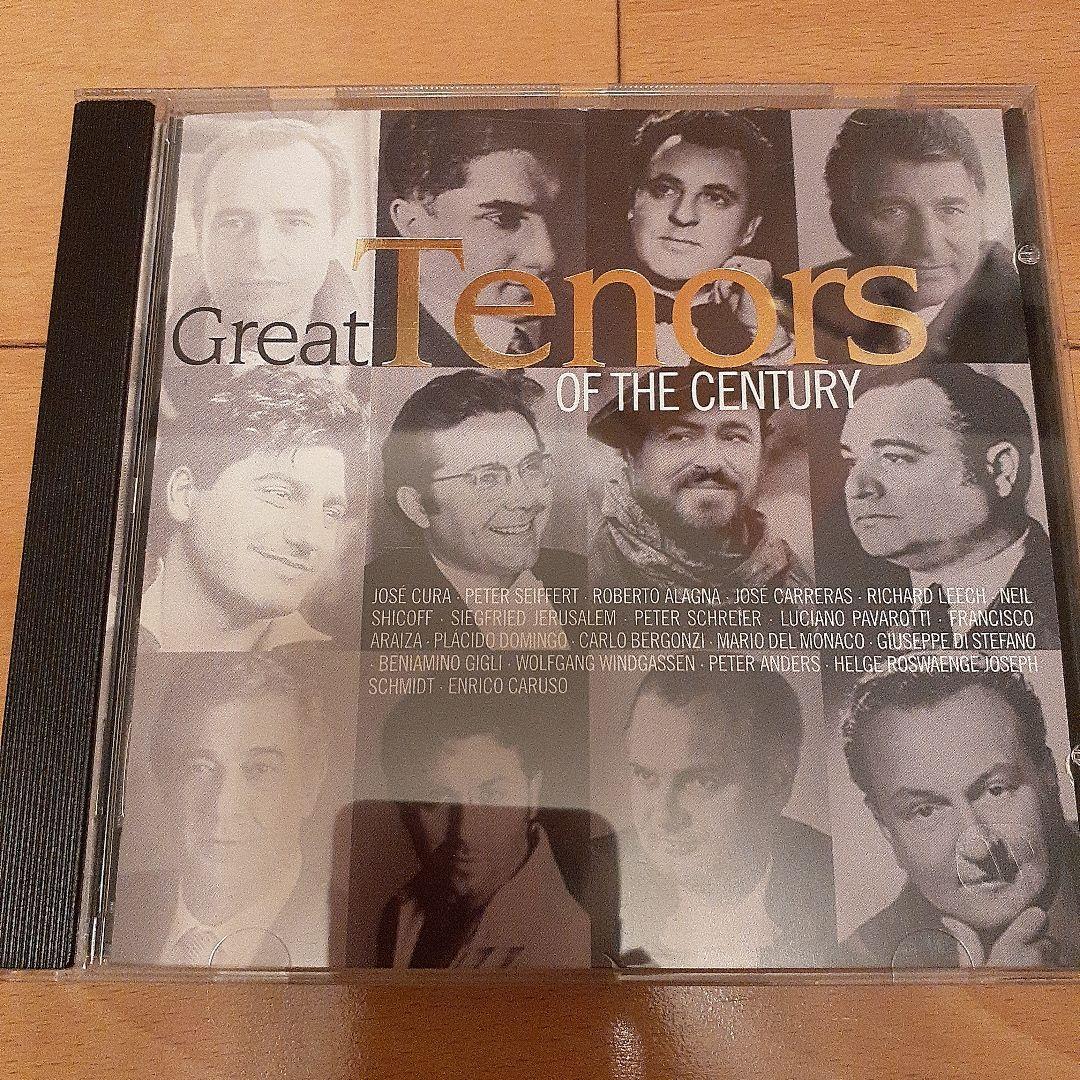 Great Tenors
OF THE CENTURY
JOSÉ CURA · PETER SEIFFERT · ROBERTO ALAGNA · JOSÉ CARRERAS · RICHARD LEECH · NEIL
SHICOFF · SIEGFRIED JERUSALEM · PETER SCHREIER · LUCIANO PAVAROTTI · FRANCISCO
ARAIZA · PLÁCIDO DOMINGO · CARLO BERGONZI · MARIO DEL MONACO · GIUSEPPE DI STEFANO
· BENIAMINO GIGLI · WOLFGANG WINDGASSEN · PETER ANDERS · HELGE ROSWAENGE JOSEPH
SCHMIDT · ENRICO CARUSO